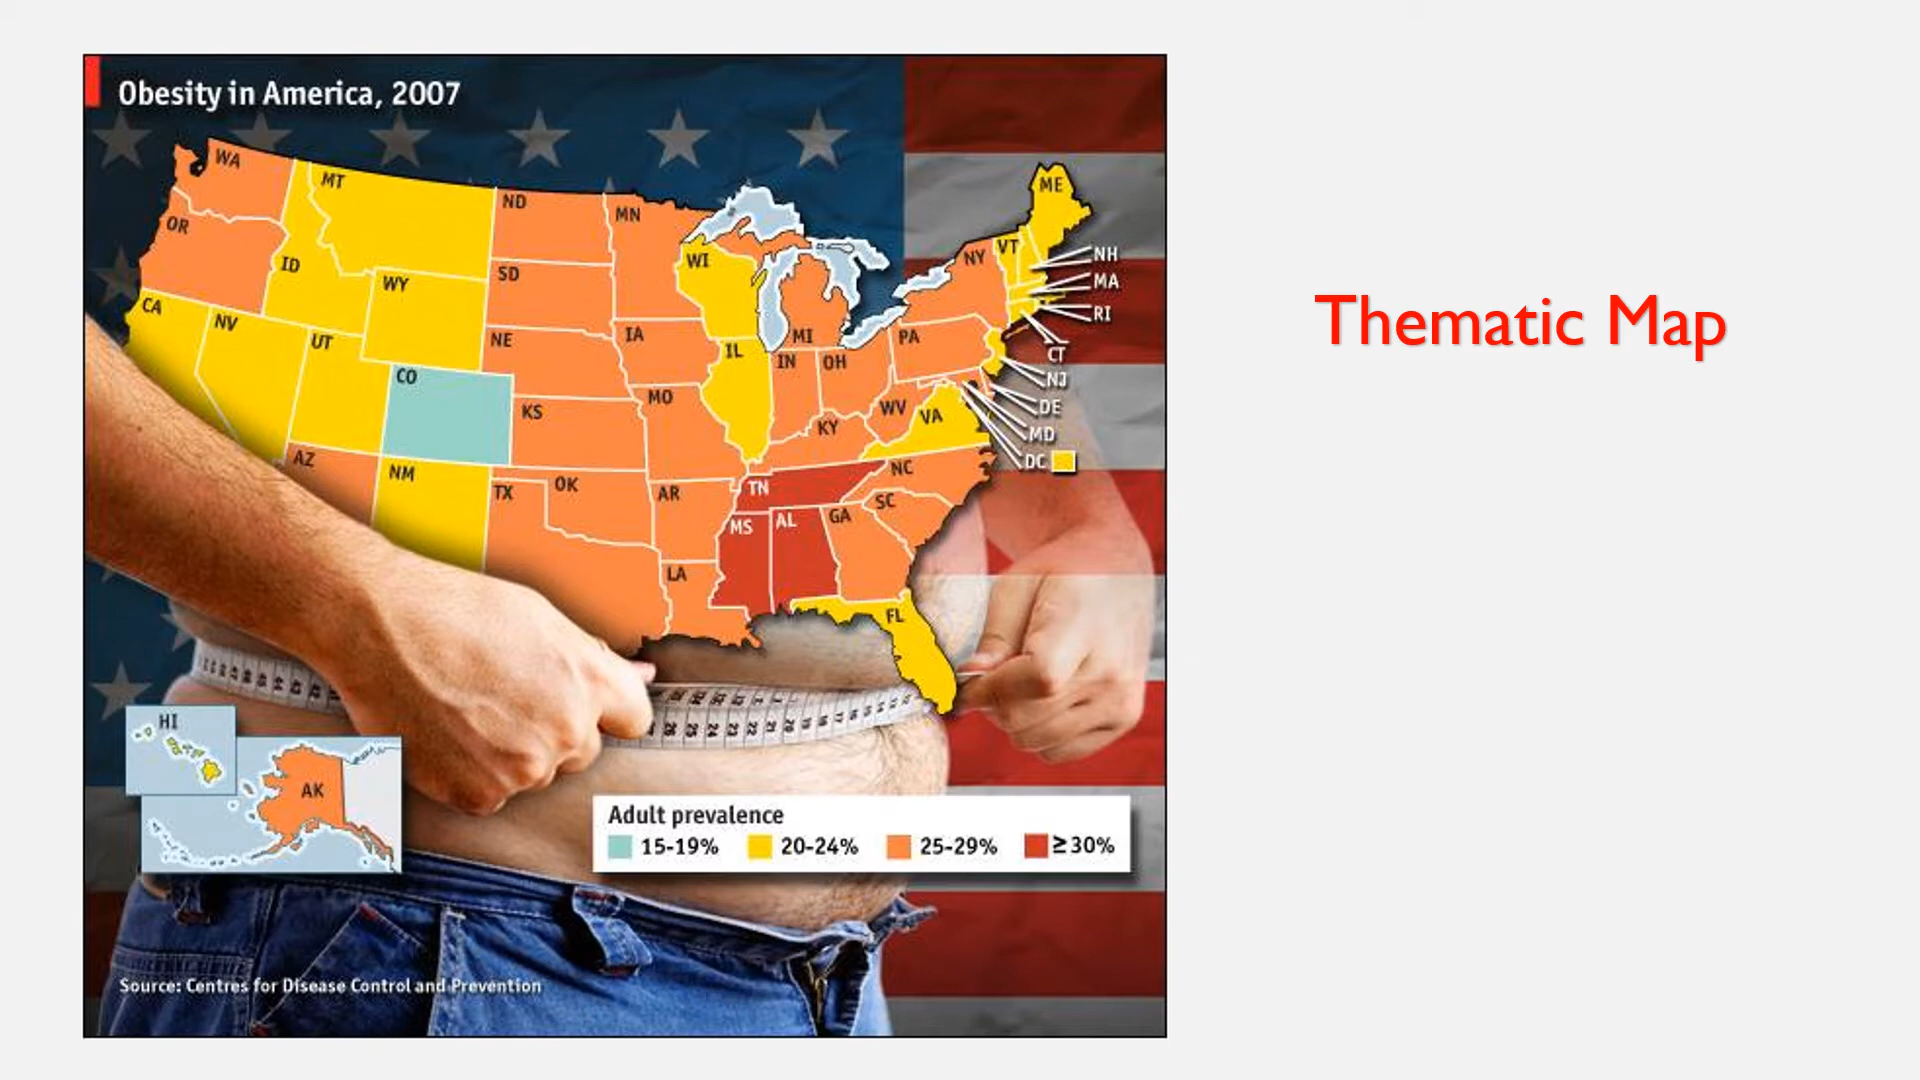 Obesity in America, 2007
Thematic Map
WA
MT
ND
MN
ME
OR
ID
WY
SD
WI
NY
VT
NH
MA
RI
CA
NV
UT
NE
IA
IL
MI
PA
CT
NJ
CO
IN
OH
DE
KS
MO
WV
VA
KY
MD
DC
AZ
NM
TX
OK
AR
TN
NC
MS
AL
GA
SC
LA
FL
HI
AK
Adult prevalence
15-19% 20-24% 25-29% ≥30%
Source: Centres for Disease Control and Prevention